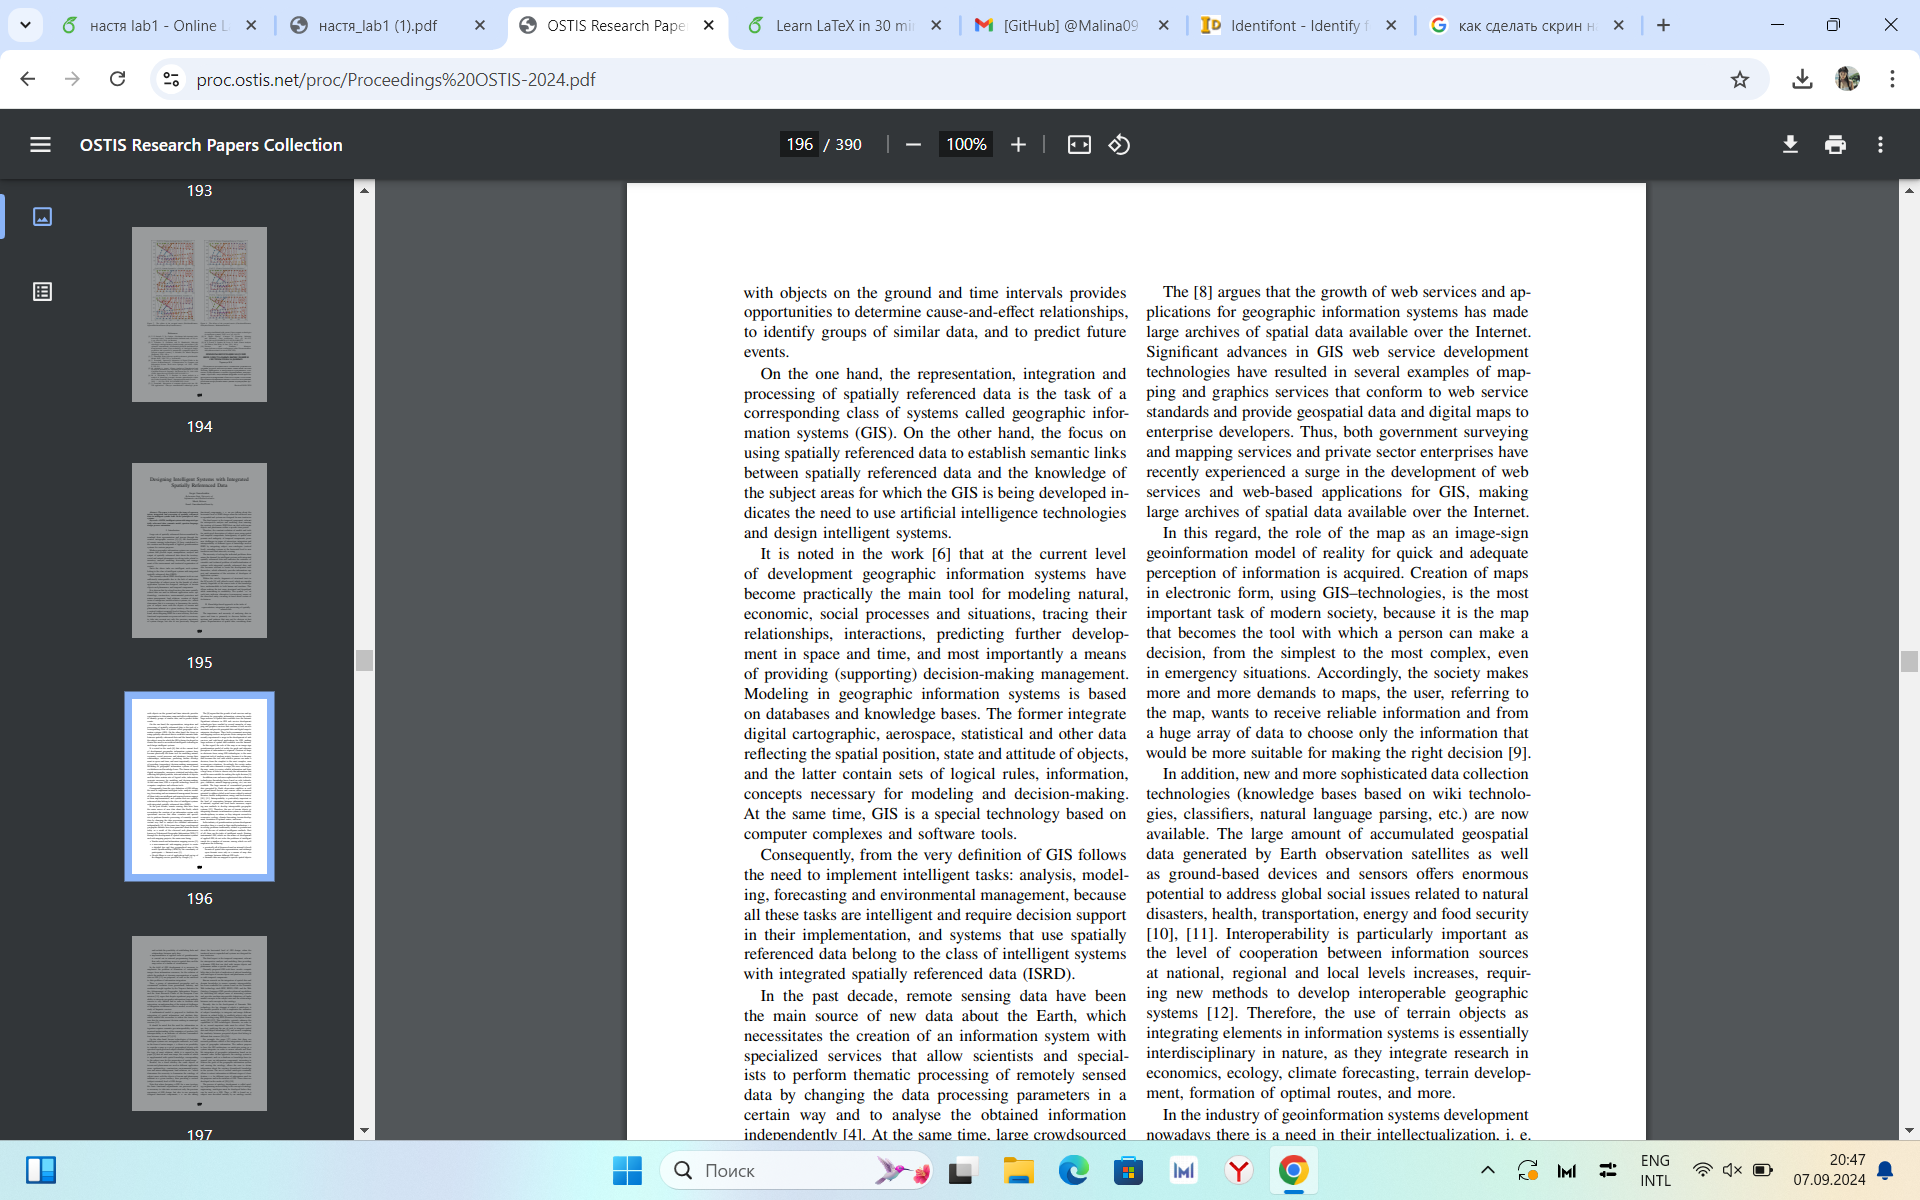 настя lab1 - Online L
настя_lab1 (1).pdf
OSTIS Research Pape
Learn LaTeX in 30 mi
[GitHub] @Malina09
Identifont - Identify f
как сделать скрин н
proc.ostis.net/proc/Proceedings%20OSTIS-2024.pdf
OSTIS Research Papers Collection
196 / 390
100%
193
194
Designing Intelligent Systems with Integrated
Spatially Referenced Data
195
196
197
with objects on the ground and time intervals provides
opportunities to determine cause-and-effect relationships,
to identify groups of similar data, and to predict future
events.
On the one hand, the representation, integration and
processing of spatially referenced data is the task of a
corresponding class of systems called geographic infor-
mation systems (GIS). On the other hand, the focus on
using spatially referenced data to establish semantic links
between spatially referenced data and the knowledge of
the subject areas for which the GIS is being developed in-
dicates the need to use artificial intelligence technologies
and design intelligent systems.
It is noted in the work [6] that at the current level
of development geographic information systems have
become practically the main tool for modeling natural,
economic, social processes and situations, tracing their
relationships, interactions, predicting further develop-
ment in space and time, and most importantly a means
of providing (supporting) decision-making management.
Modeling in geographic information systems is based
on databases and knowledge bases. The former integrate
digital cartographic, aerospace, statistical and other data
reflecting the spatial position, state and attitude of objects,
and the latter contain sets of logical rules, information,
concepts necessary for modeling and decision-making.
At the same time, GIS is a special technology based on
computer complexes and software tools.
Consequently, from the very definition of GIS follows
the need to implement intelligent tasks: analysis, model-
ing, forecasting and environmental management, because
all these tasks are intelligent and require decision support
in their implementation, and systems that use spatially
referenced data belong to the class of intelligent systems
with integrated spatially referenced data (ISRD).
In the past decade, remote sensing data have been
the main source of new data about the Earth, which
necessitates the creation of an information system with
specialized services that allow scientists and special-
ists to perform thematic processing of remotely sensed
data by changing the data processing parameters in a
certain way and to analyse the obtained information
independently [4]. At the same time, large crowdsourced
The [8] argues that the growth of web services and ap-
plications for geographic information systems has made
large archives of spatial data available over the Internet.
Significant advances in GIS web service development
technologies have resulted in several examples of map-
ping and graphics services that conform to web service
standards and provide geospatial data and digital maps to
enterprise developers. Thus, both government surveying
and mapping services and private sector enterprises have
recently experienced a surge in the development of web
services and web-based applications for GIS, making
large archives of spatial data available over the Internet.
In this regard, the role of the map as an image-sign
geoinformation model of reality for quick and adequate
perception of information is acquired. Creation of maps
in electronic form, using GIS–technologies, is the most
important task of modern society, because it is the map
that becomes the tool with which a person can make a
decision, from the simplest to the most complex, even
in emergency situations. Accordingly, the society makes
more and more demands to maps, the user, referring to
the map, wants to receive reliable information and from
a huge array of data to choose only the information that
would be more suitable for making the right decision [9].
In addition, new and more sophisticated data collection
technologies (knowledge bases based on wiki technolo-
gies, classifiers, natural language parsing, etc.) are now
available. The large amount of accumulated geospatial
data generated by Earth observation satellites as well
as ground-based devices and sensors offers enormous
potential to address global social issues related to natural
disasters, health, transportation, energy and food security
[10], [11]. Interoperability is particularly important as
the level of cooperation between information sources
at national, regional and local levels increases, requir-
ing new methods to develop interoperable geographic
systems [12]. Therefore, the use of terrain objects as
integrating elements in information systems is essentially
interdisciplinary in nature, as they integrate research in
economics, ecology, climate forecasting, terrain develop-
ment, formation of optimal routes, and more.
In the industry of geoinformation systems development
nowadays there is a need in their intellectualization, i. e.
Поиск
ENG
INTL
20:47
07.09.2024